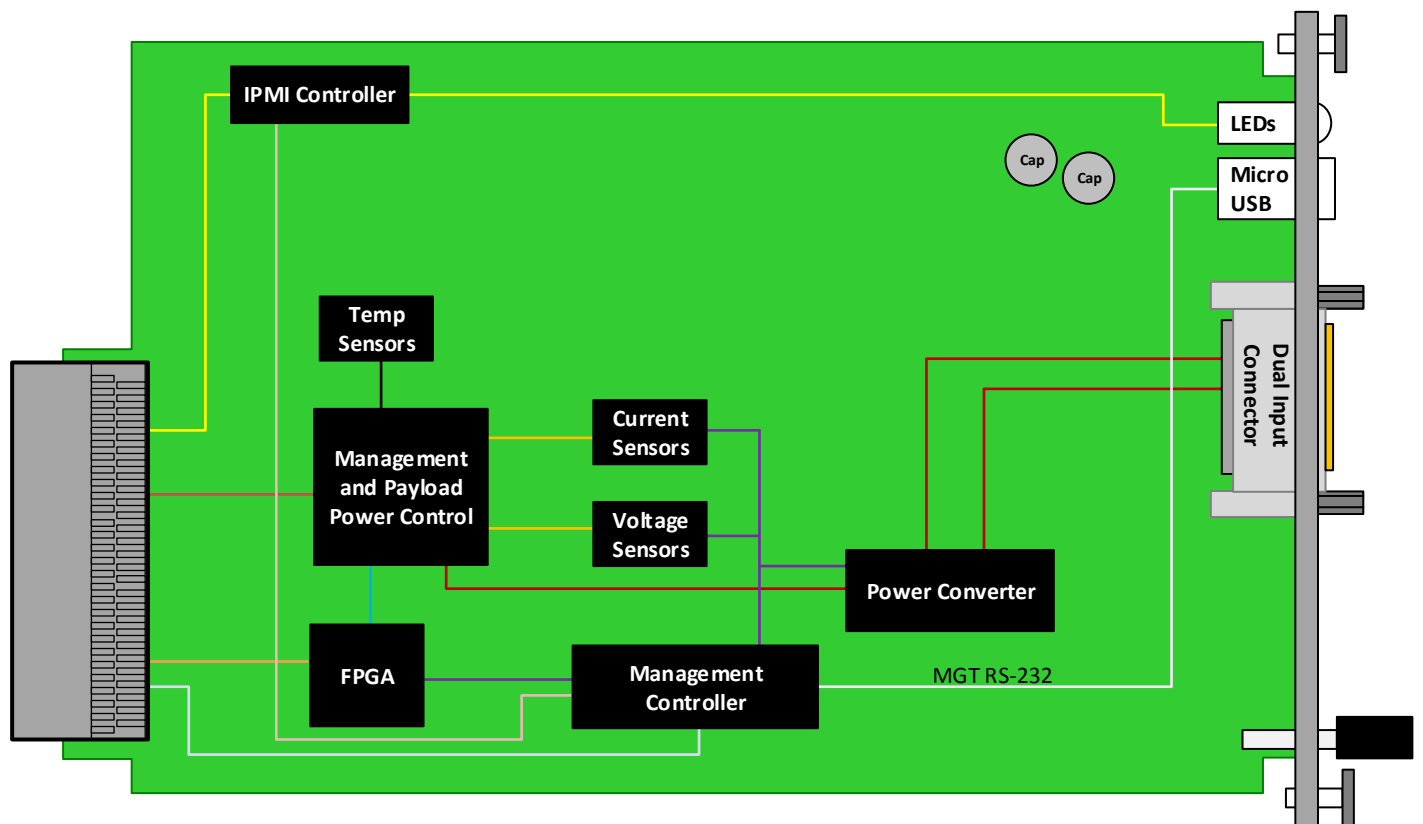 IPMI Controller
LEDs
Cap
Cap
Micro
USB
Temp
Sensors
Dual Input
Connector
Current
Sensors
Management
and Payload
Power Control
Voltage
Sensors
Power Converter
FPGA
Management
Controller
MGT RS-232